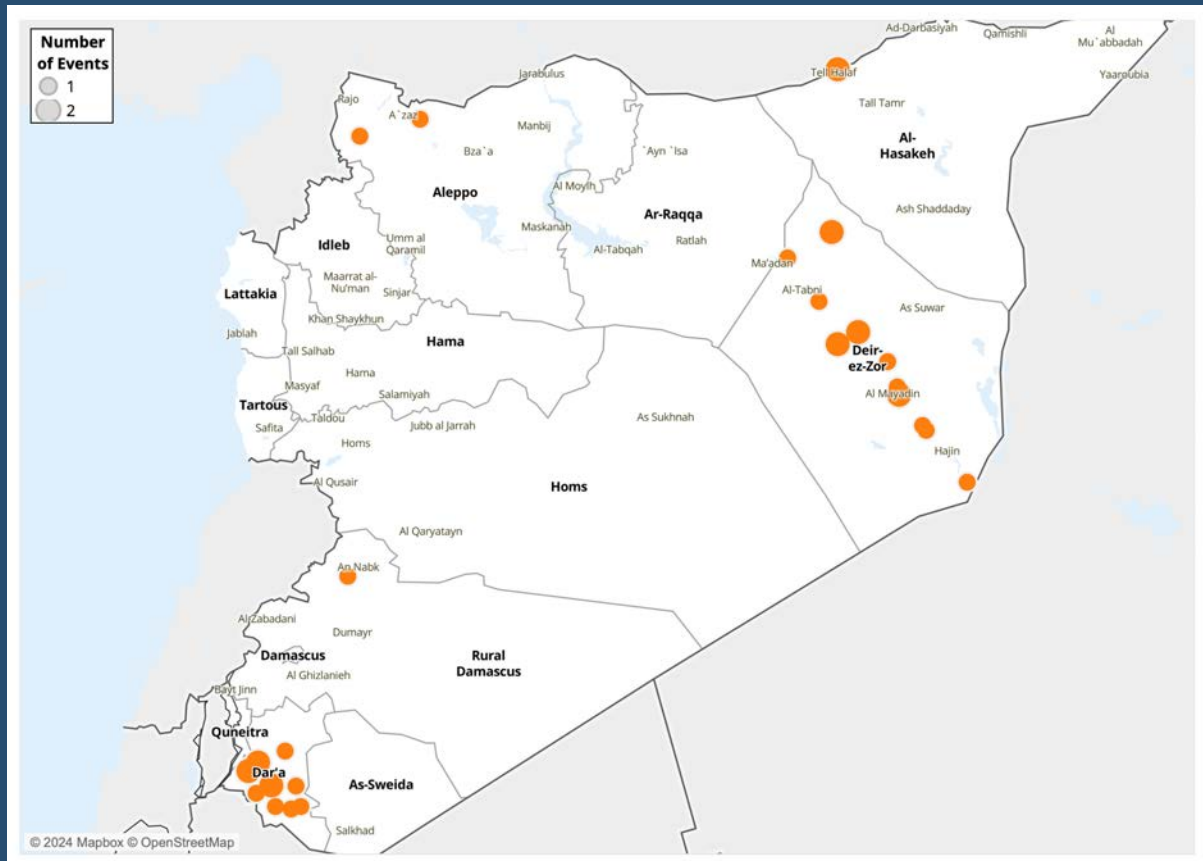 Number
of Events
1
2
Ad-Darbasiyah
Qamishli
Al
Mu`abbadah
Yaaroubia
Tell Halaf
Tall Tamr
Al-
Hasakeh
Ash Shaddaday
Jarabulus
Rajo
A`zaz
Manbij
Bza`a
Aleppo
`Ayn `Isa
Al Moylh
Ar-Raqqa
Maskanah
Al-Tabqah
Ratlah
Idleb
Umm al
Qaramil
Maarrat al-
Nu'man
Sinjar
Khan Shaykhun
Ma'adan
Al-Tabni
As Suwar
Deir-
ez-Zor
Al Mayadin
Hajin
Lattakia
Jablah
Hama
Tall Salhab
Hama
Masyaf
Salamiyah
Tartous
Safita
Taldou
Jubb al Jarrah
As Sukhnah
Homs
Al Qusair
Homs
Al Qaryatayn
An Nabk
Al Zabadani
Dumayr
Damascus
Rural
Damascus
Al Ghizlanieh
Bayt Jinn
Quneitra
Dar'a
As-Sweida
Salkhad
© 2024 Mapbox © OpenStreetMap